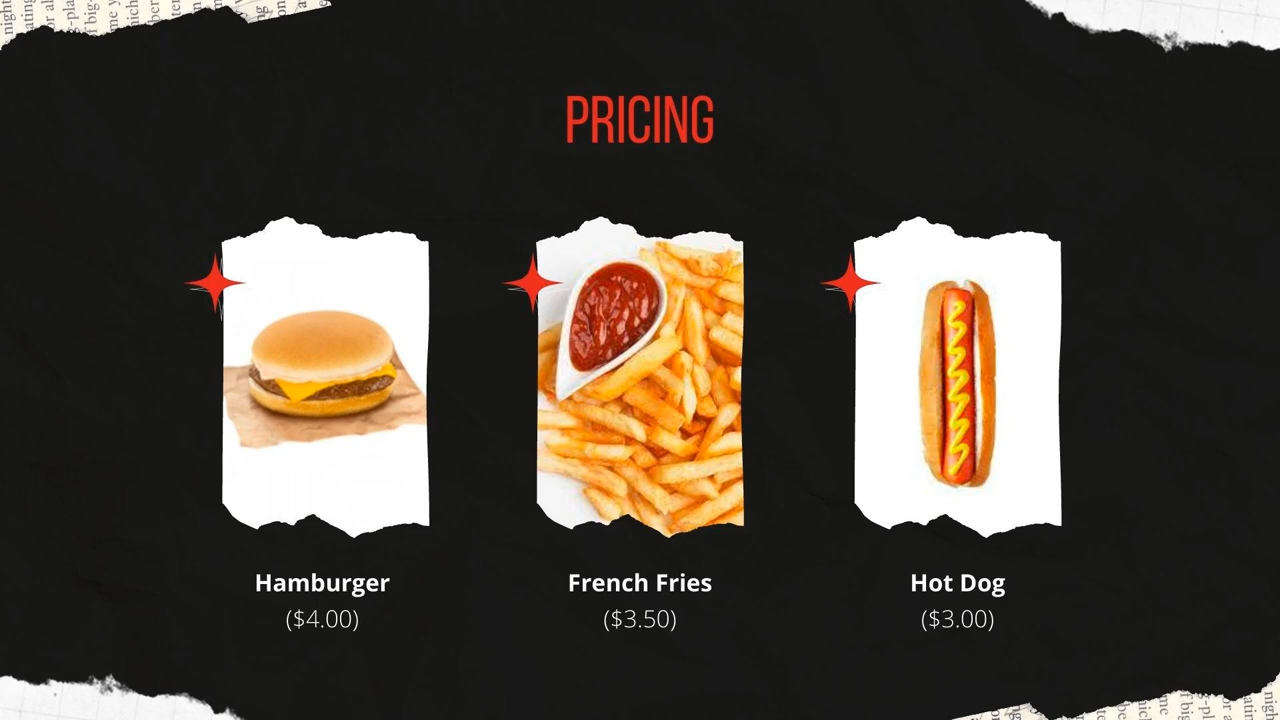 PRICING
Hamburger
($4.00)
French Fries
($3.50)
Hot Dog
($3.00)